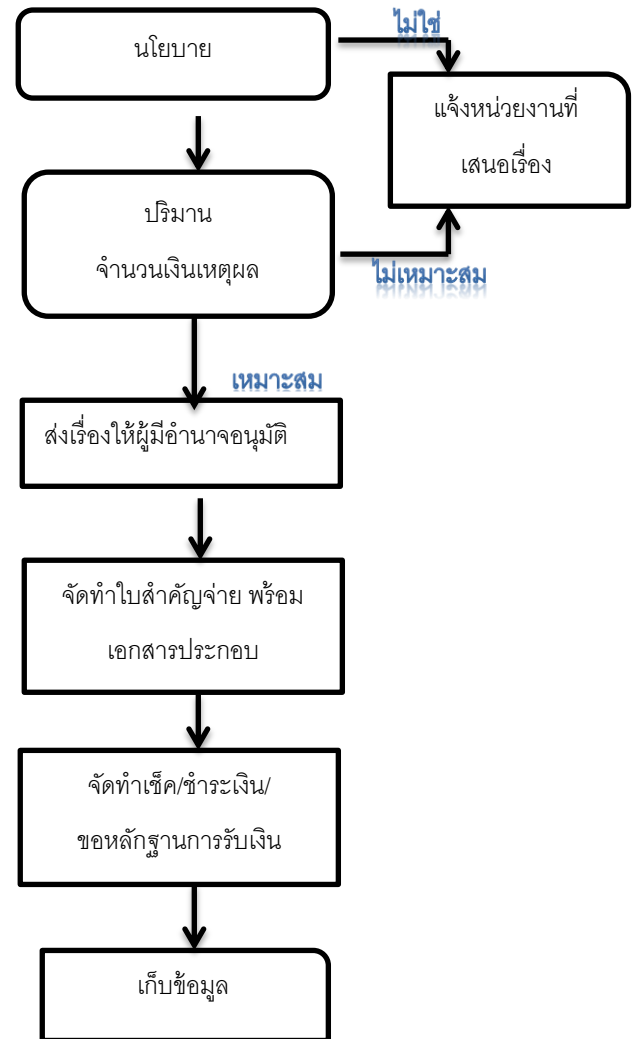 ไม่ใช่
นโยบาย
แจ้งหน่วยงานที่
เสนอเรื่อง
ปริมาน
จำนวนเงินเหตุผล
ไม่เหมาะสม
เหมาะสม
ส่งเรื่องให้ผู้มีอำนาจอนุมัติ
จัดทำใบสำคัญจ่าย พร้อม
เอกสารประกอบ
จัดทำเช็ค/ชำระเงิน/
ขอหลักฐานการรับเงิน
เก็บข้อมูล